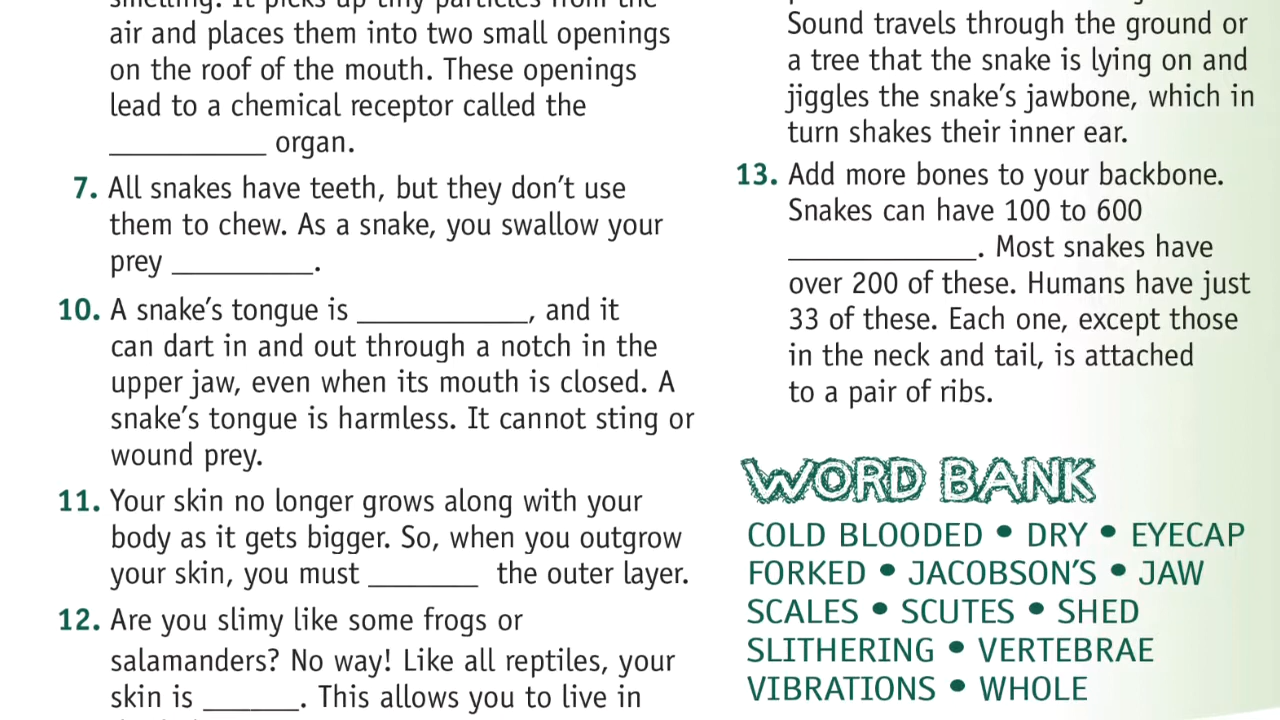 smelling. It picks up tiny particles from the
air and places them into two small openings
on the roof of the mouth. These openings
lead to a chemical receptor called the
__________ organ.
7. All snakes have teeth, but they don't use
them to chew. As a snake, you swallow your
prey _________.
10. A snake's tongue is ___________, and it
can dart in and out through a notch in the
upper jaw, even when its mouth is closed. A
snake's tongue is harmless. It cannot sting or
wound prey.
11. Your skin no longer grows along with your
body as it gets bigger. So, when you outgrow
your skin, you must _______ the outer layer.
12. Are you slimy like some frogs or
salamanders? No way! Like all reptiles, your
skin is ______. This allows you to live in
Sound travels through the ground or
a tree that the snake is lying on and
jiggles the snake's jawbone, which in
turn shakes their inner ear.
13. Add more bones to your backbone.
Snakes can have 100 to 600
____________. Most snakes have
over 200 of these. Humans have just
33 of these. Each one, except those
in the neck and tail, is attached
to a pair of ribs.
WORD BANK
COLD BLOODED • DRY • EYECAP
FORKED • JACOBSON'S • JAW
SCALES • SCUTES • SHED
SLITHERING • VERTEBRAE
VIBRATIONS • WHOLE